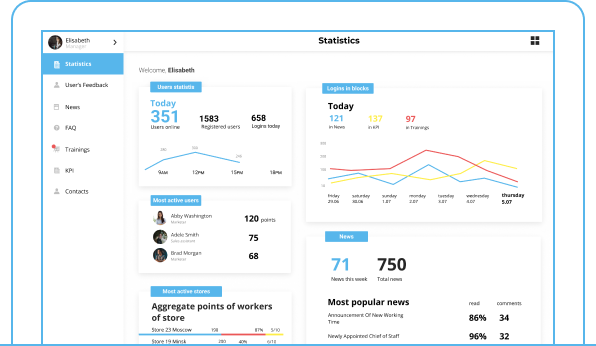 Elisabeth
Manager
Statistics
User's Feedback
News
FAQ
Trainings
KPI
Contacts
Statistics
Welcome, Elisabeth
Users statistic
Today
351
Users online
1583
Registered users
658
Logins today
9AM 12PM 15PM 18PM
Most active users
Abby Washington
Marketer
120 points
Adele Smith
75
Brad Morgan
Marketer
68
Most active stores
Aggregate points of workers
of store
Store 23 Moscow 100 87% 5/10
Store 19 Minsk 200 40% 6/10
Logins in blocks
Today
121
in News
137
in KPI
97
in Trainings
friday saturday sunday monday tuesday wednesday thursday
29.06 30.06 1.07 2.07 3.07 4.07 5.07
News
71
News this week
750
Total news
Most popular news read comments
Announcement Of New Working
Time
86% 34
Newly Appointed Chief of Staff 96% 32